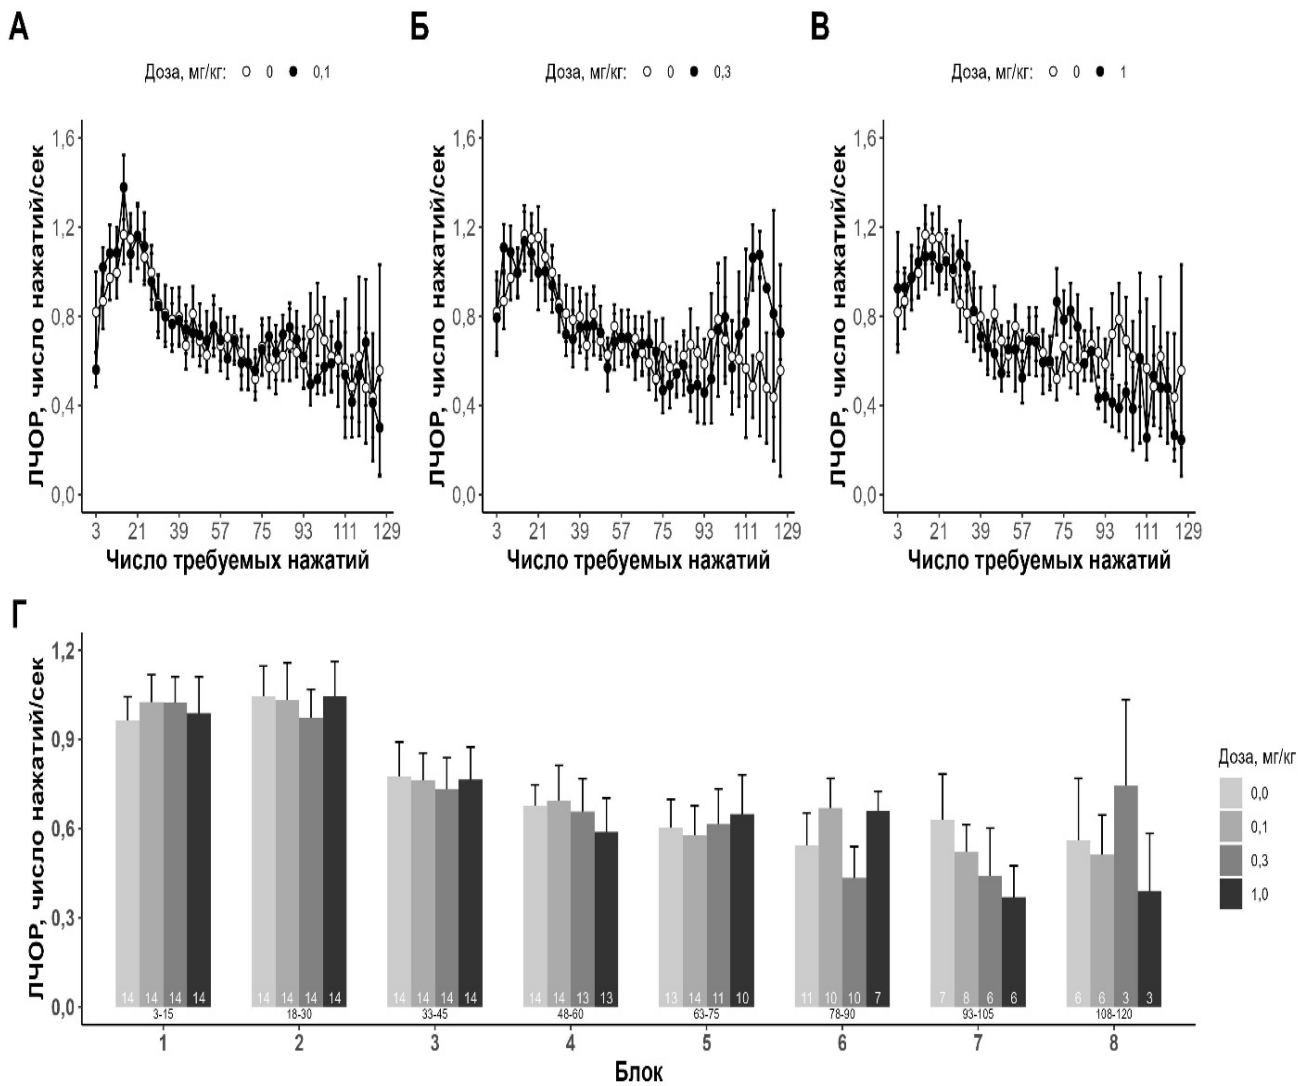 А
Б
В
Доза, мг/кг: 0 0,1
Доза, мг/кг: 0 0,3
Доза, мг/кг: 0 1
ЛЧОР, число нажатий/сек
1,6
1,2
0,8
0,4
0,0
3 21 39 57 75 93 111 129
Число требуемых нажатий
ЛЧОР, число нажатий/сек
1,6
1,2
0,8
0,4
0,0
3 21 39 57 75 93 111 129
Число требуемых нажатий
ЛЧОР, число нажатий/сек
1,6
1,2
0,8
0,4
0,0
3 21 39 57 75 93 111 129
Число требуемых нажатий
Г
ЛЧОР, число нажатий/сек
1,2
0,9
0,6
0,3
0,0
14 14 14 14
14 14 14 14
14 14 14 14
14 14 13 13
13 14 11 10
11 10 10 7
7 8 6 6
6 6 3 3
3-15 18-30 33-45 48-60 63-75 78-90 93-105 108-120
1 2 3 4 5 6 7 8
Блок
Доза, мг/кг
0,0
0,1
0,3
1,0